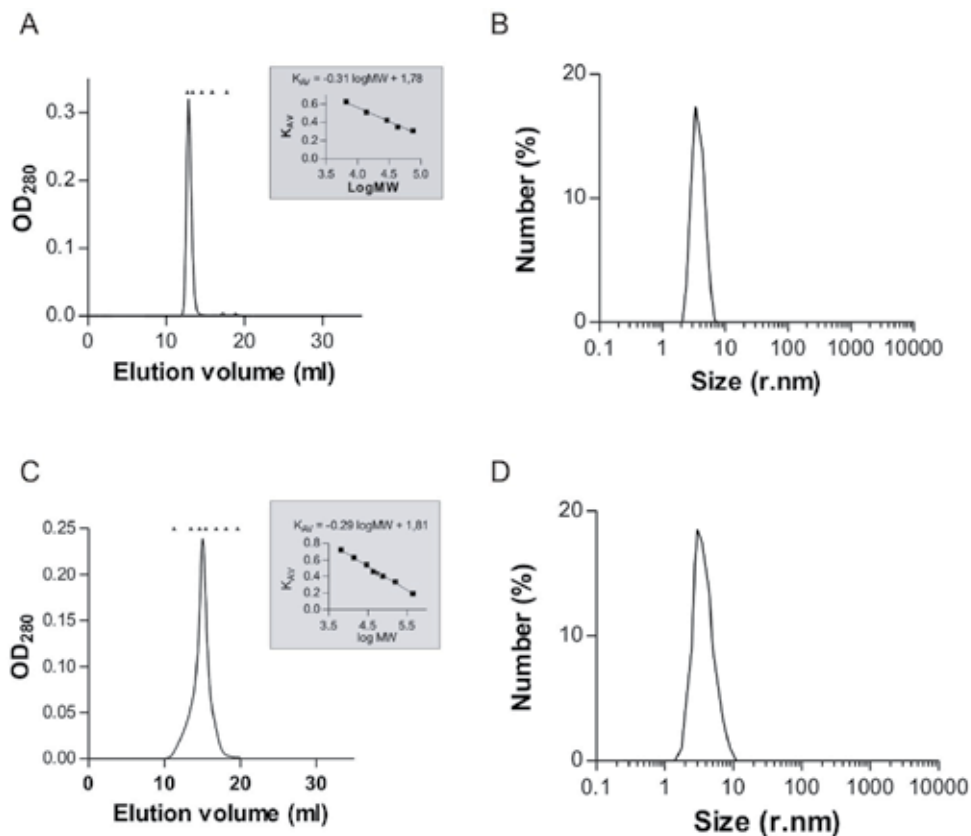 A
K_AV = -0.31 logMW + 1,78
K_AV
0.6
0.4
0.2
0.0
3.5 4.0 4.5 5.0
LogMW
OD280
0.3
0.2
0.1
0.0
0 10 20 30
Elution volume (ml)
B
Number (%)
20
10
0
0.1 1 10 100 1000 10000
Size (r.nm)
C
K_AV = -0.29 logMW + 1,81
K_AV
0.8
0.6
0.4
0.2
0.0
3.5 4.5 5.5
log MW
OD280
0.25
0.20
0.15
0.10
0.05
0.00
0 10 20 30
Elution volume (ml)
D
Number (%)
20
10
0
0.1 1 10 100 1000 10000
Size (r.nm)